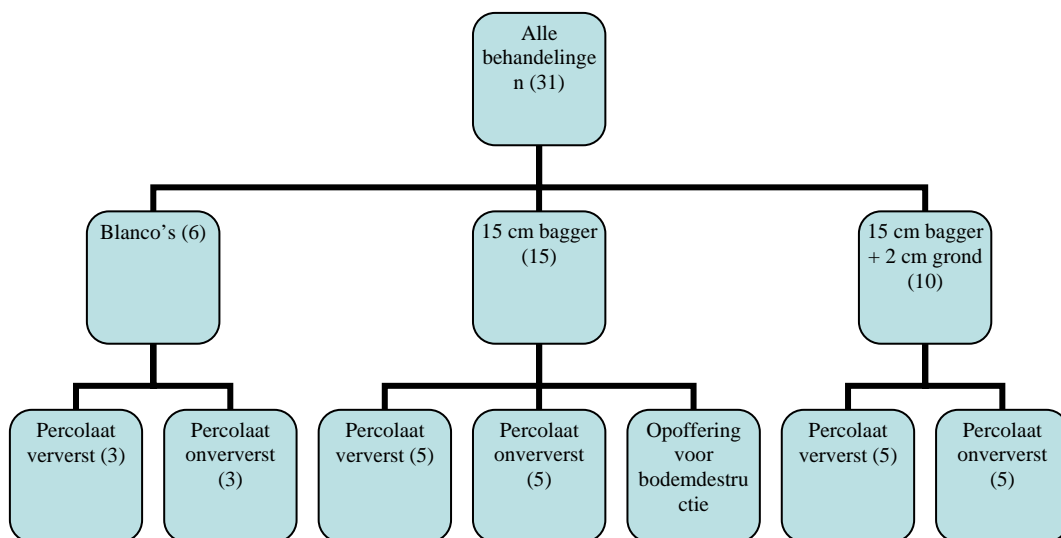 Alle
behandelinge
n (31)
Blanco's (6)
15 cm bagger
(15)
15 cm bagger
+ 2 cm grond
(10)
Percolaat
ververst (3)
Percolaat
onververst
(3)
Percolaat
ververst (5)
Percolaat
onververst
(5)
Opoffering
voor
bodemdestru
ctie
Percolaat
ververst (5)
Percolaat
onververst
(5)